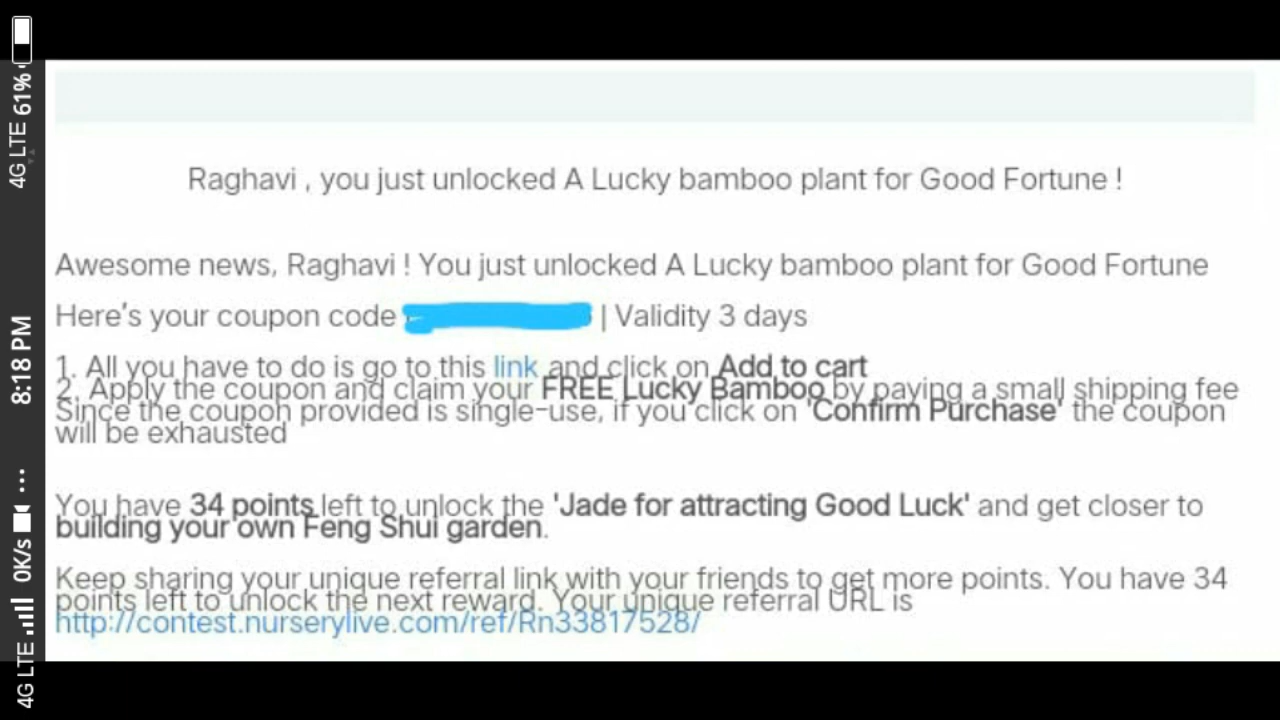 4G LTE 61%
8:18 PM
4G LTE 0K/s ...
Raghavi , you just unlocked A Lucky bamboo plant for Good Fortune !
Awesome news, Raghavi ! You just unlocked A Lucky bamboo plant for Good Fortune
Here's your coupon code | Validity 3 days
1. All you have to do is go to this link and click on Add to cart
2. Apply the coupon and claim your FREE Lucky Bamboo by paying a small shipping fee
Since the coupon provided is single-use, if you click on 'Confirm Purchase' the coupon
will be exhausted
You have 34 points left to unlock the 'Jade for attracting Good Luck' and get closer to
building your own Feng Shui garden.
Keep sharing your unique referral link with your friends to get more points. You have 34
points left to unlock the next reward. Your unique referral URL is
http://contest.nurserylive.com/ref/Rn33817528/